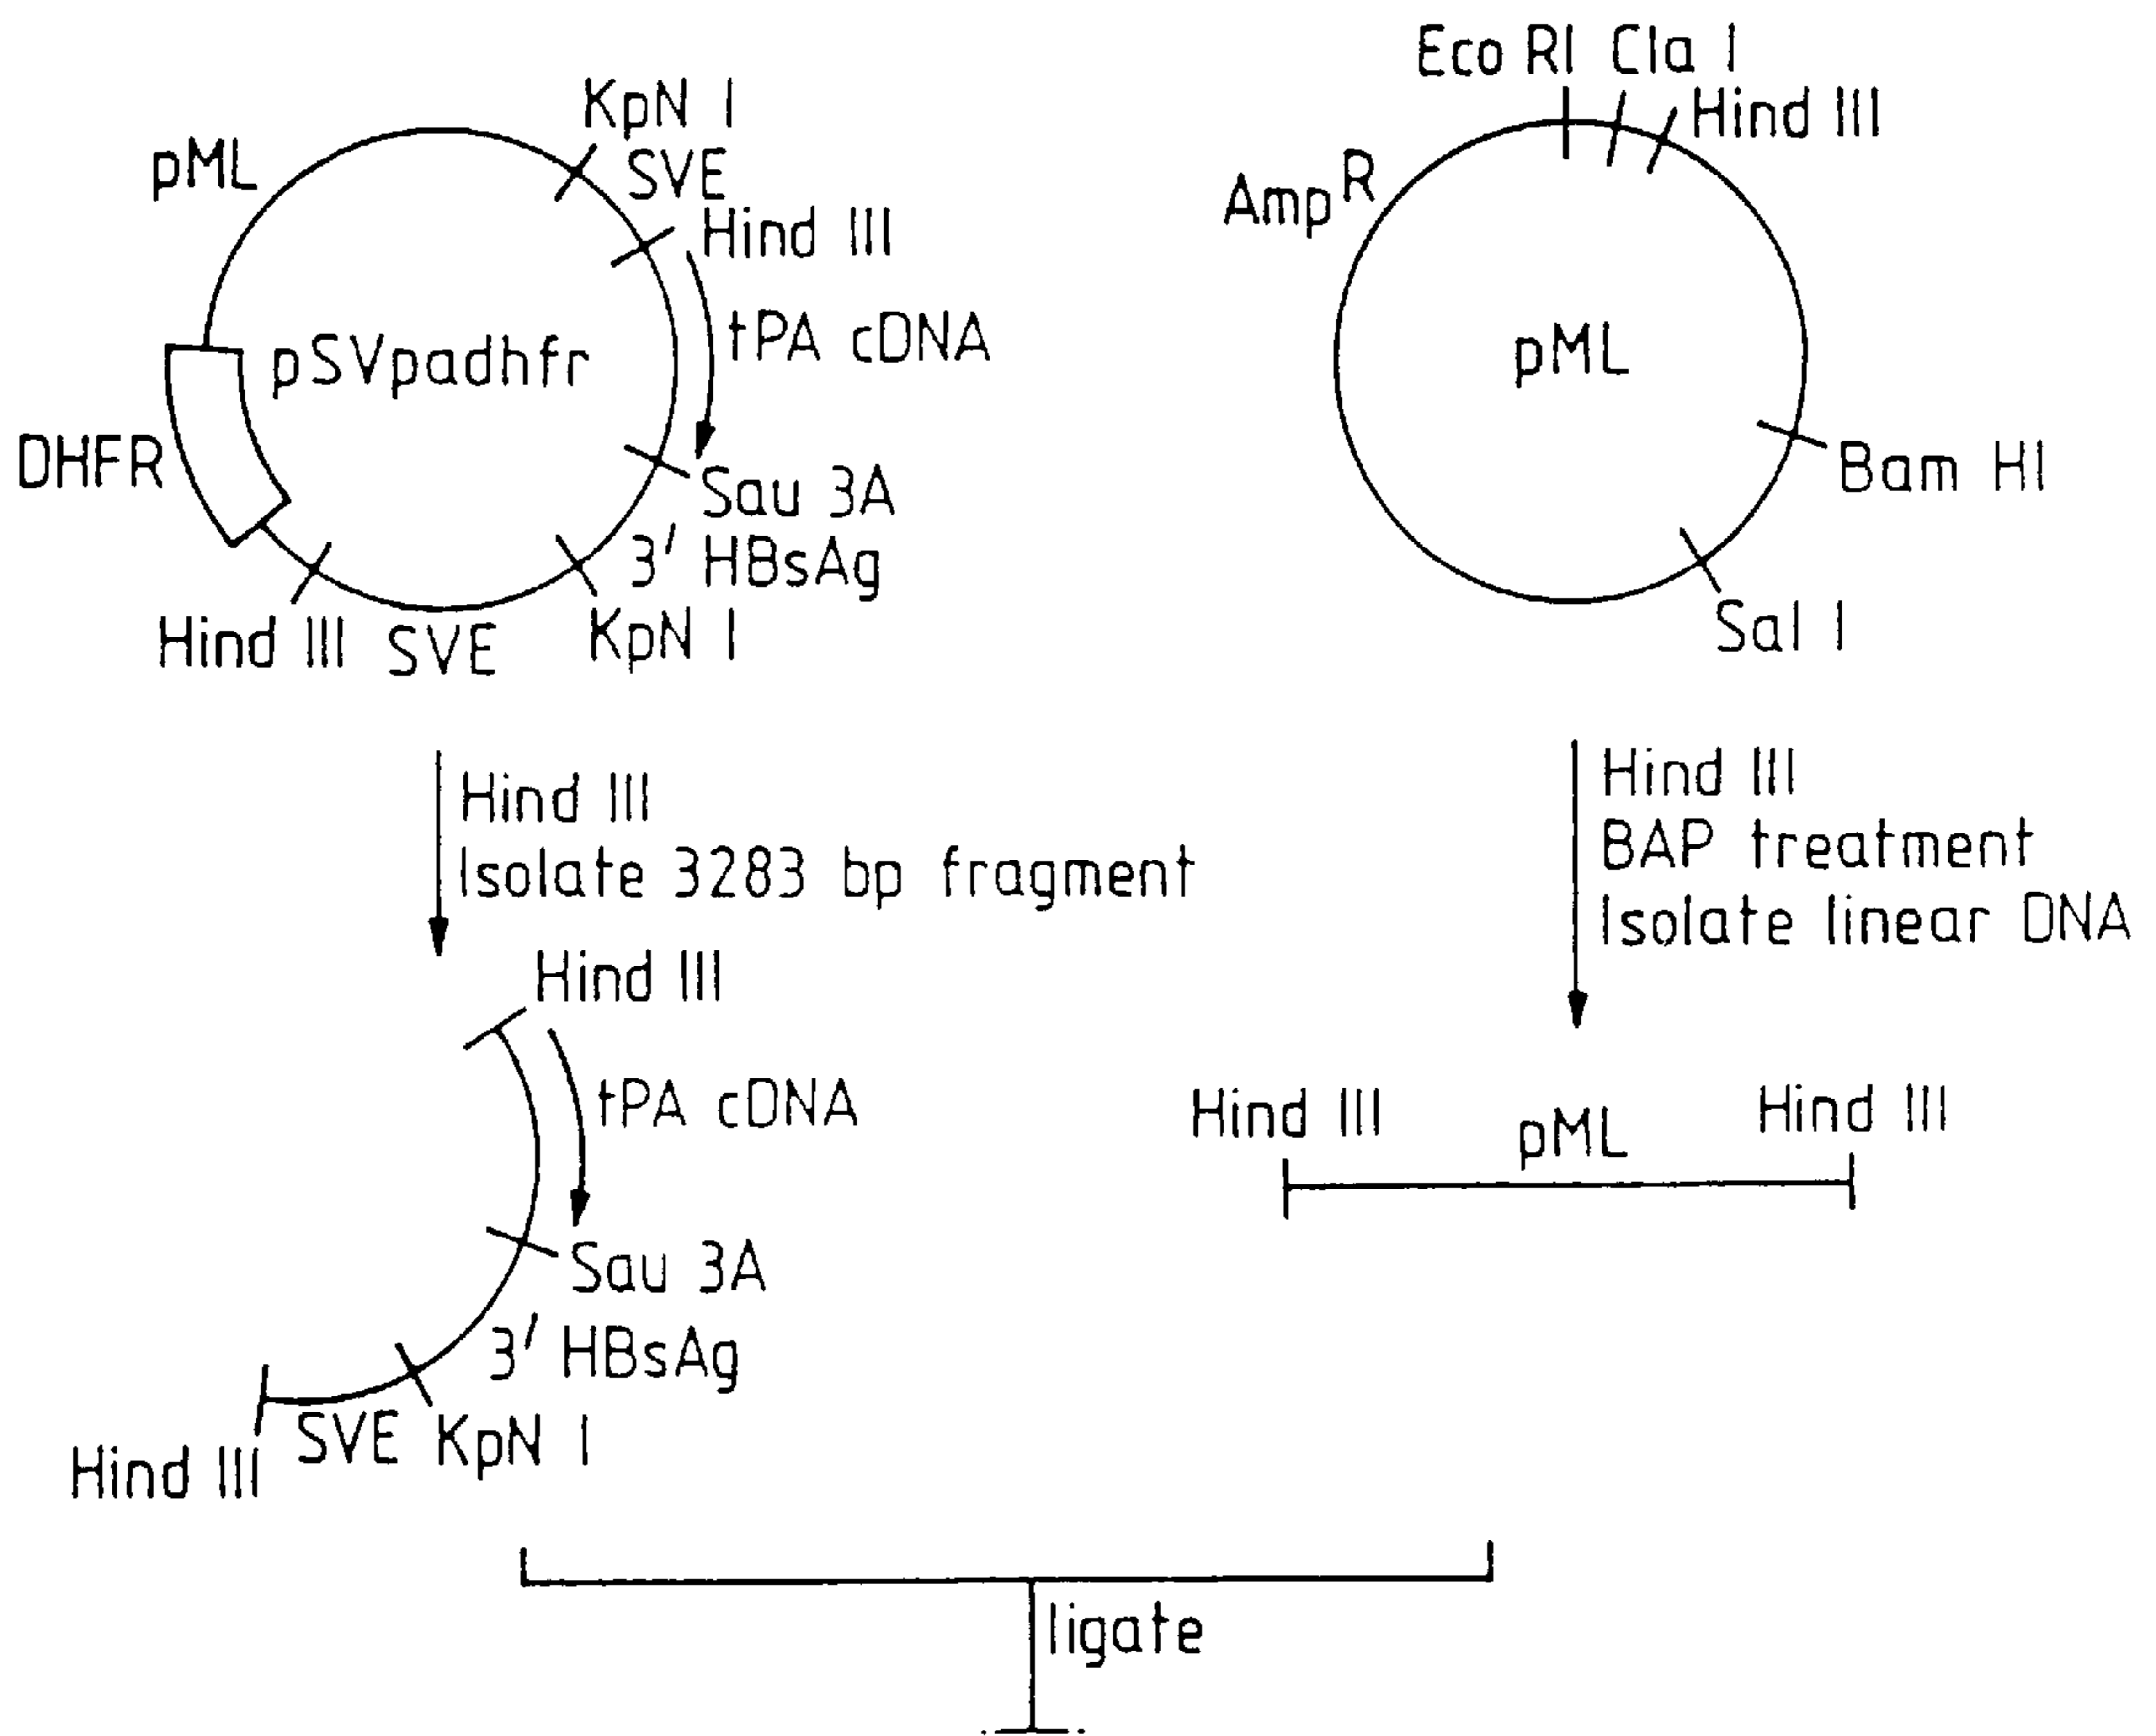 pML
KpN I
SVE
Hind III
tPA cDNA
pSVpadhfr
DHFR
Sau 3A
3' HBsAg
KpN I
SVE
Hind III
Eco RI
Cla I
Hind III
Amp R
pML
Bam HI
Sal I
Hind III
Isolate 3283 bp fragment
Hind III
BAP treatment
Isolate linear DNA
Hind III
tPA cDNA
Sau 3A
3' HBsAg
KpN I
SVE
Hind III
Hind III
pML
Hind III
ligate